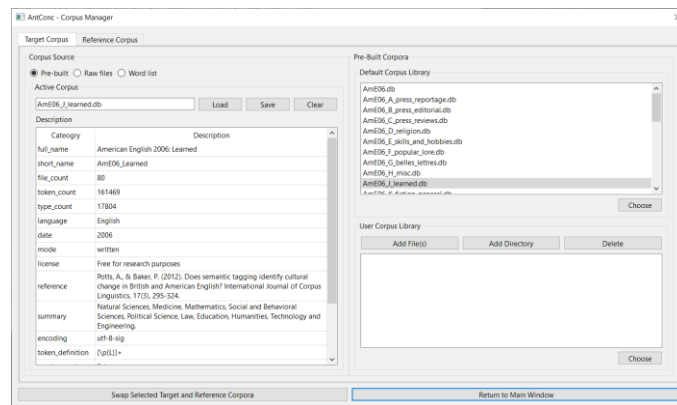 AntConc - Corpus Manager
Target Corpus Reference Corpus
Corpus Source
Pre-built Raw files Word list
Active Corpus
AmE06_J_learned.db Load Save Clear
Description
Cateogry Description
full_name American English 2006: Learned
short_name AmE06_Learned
file_count 80
token_count 161469
type_count 17804
language English
date 2006
mode written
license Free for research purposes
reference Potts, A., & Baker, P. (2012). Does semantic tagging identify cultural
change in British and American English? International Journal of Corpus
Linguistics, 17(3), 295-324.
summary Natural Sciences, Medicine, Mathematics, Social and Behavioral
Sciences, Political Science, Law, Education, Humanities, Technology and
Engineering.
encoding utf-8-sig
token_definition [\p{L}]+
Pre-Built Corpora
Default Corpus Library
AmE06.db
AmE06_A_press_reportage.db
AmE06_B_press_editorial.db
AmE06_C_press_reviews.db
AmE06_D_religion.db
AmE06_E_skills_and_hobbies.db
AmE06_F_popular_lore.db
AmE06_G_belles_lettres.db
AmE06_H_misc.db
AmE06_J_learned.db
AmE06_K_fiction_general.db
Choose
User Corpus Library
Add File(s) Add Directory Delete
Choose
Swap Selected Target and Reference Corpora Return to Main Window